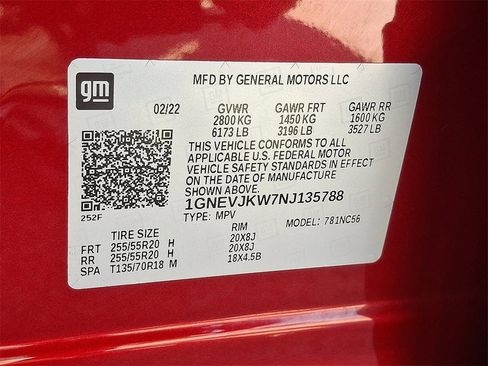 gm
MFD BY GENERAL MOTORS LLC
02/22 GVWR GAWR FRT GAWR RR
2800 KG 1450 KG 1600 KG
6173 LB 3196 LB 3527 LB
THIS VEHICLE CONFORMS TO ALL
APPLICABLE U.S. FEDERAL MOTOR
VEHICLE SAFETY STANDARDS IN EFFECT
ON THE DATE OF MANUFACTURE
SHOWN ABOVE.
252F 1GNEVJKW7NJ135788
TYPE: MPV MODEL: 781NC56
TIRE SIZE RIM
FRT 255/55R20 H 20X8J
RR 255/55R20 H 20X8J
SPA T135/70R18 M 18X4.5B